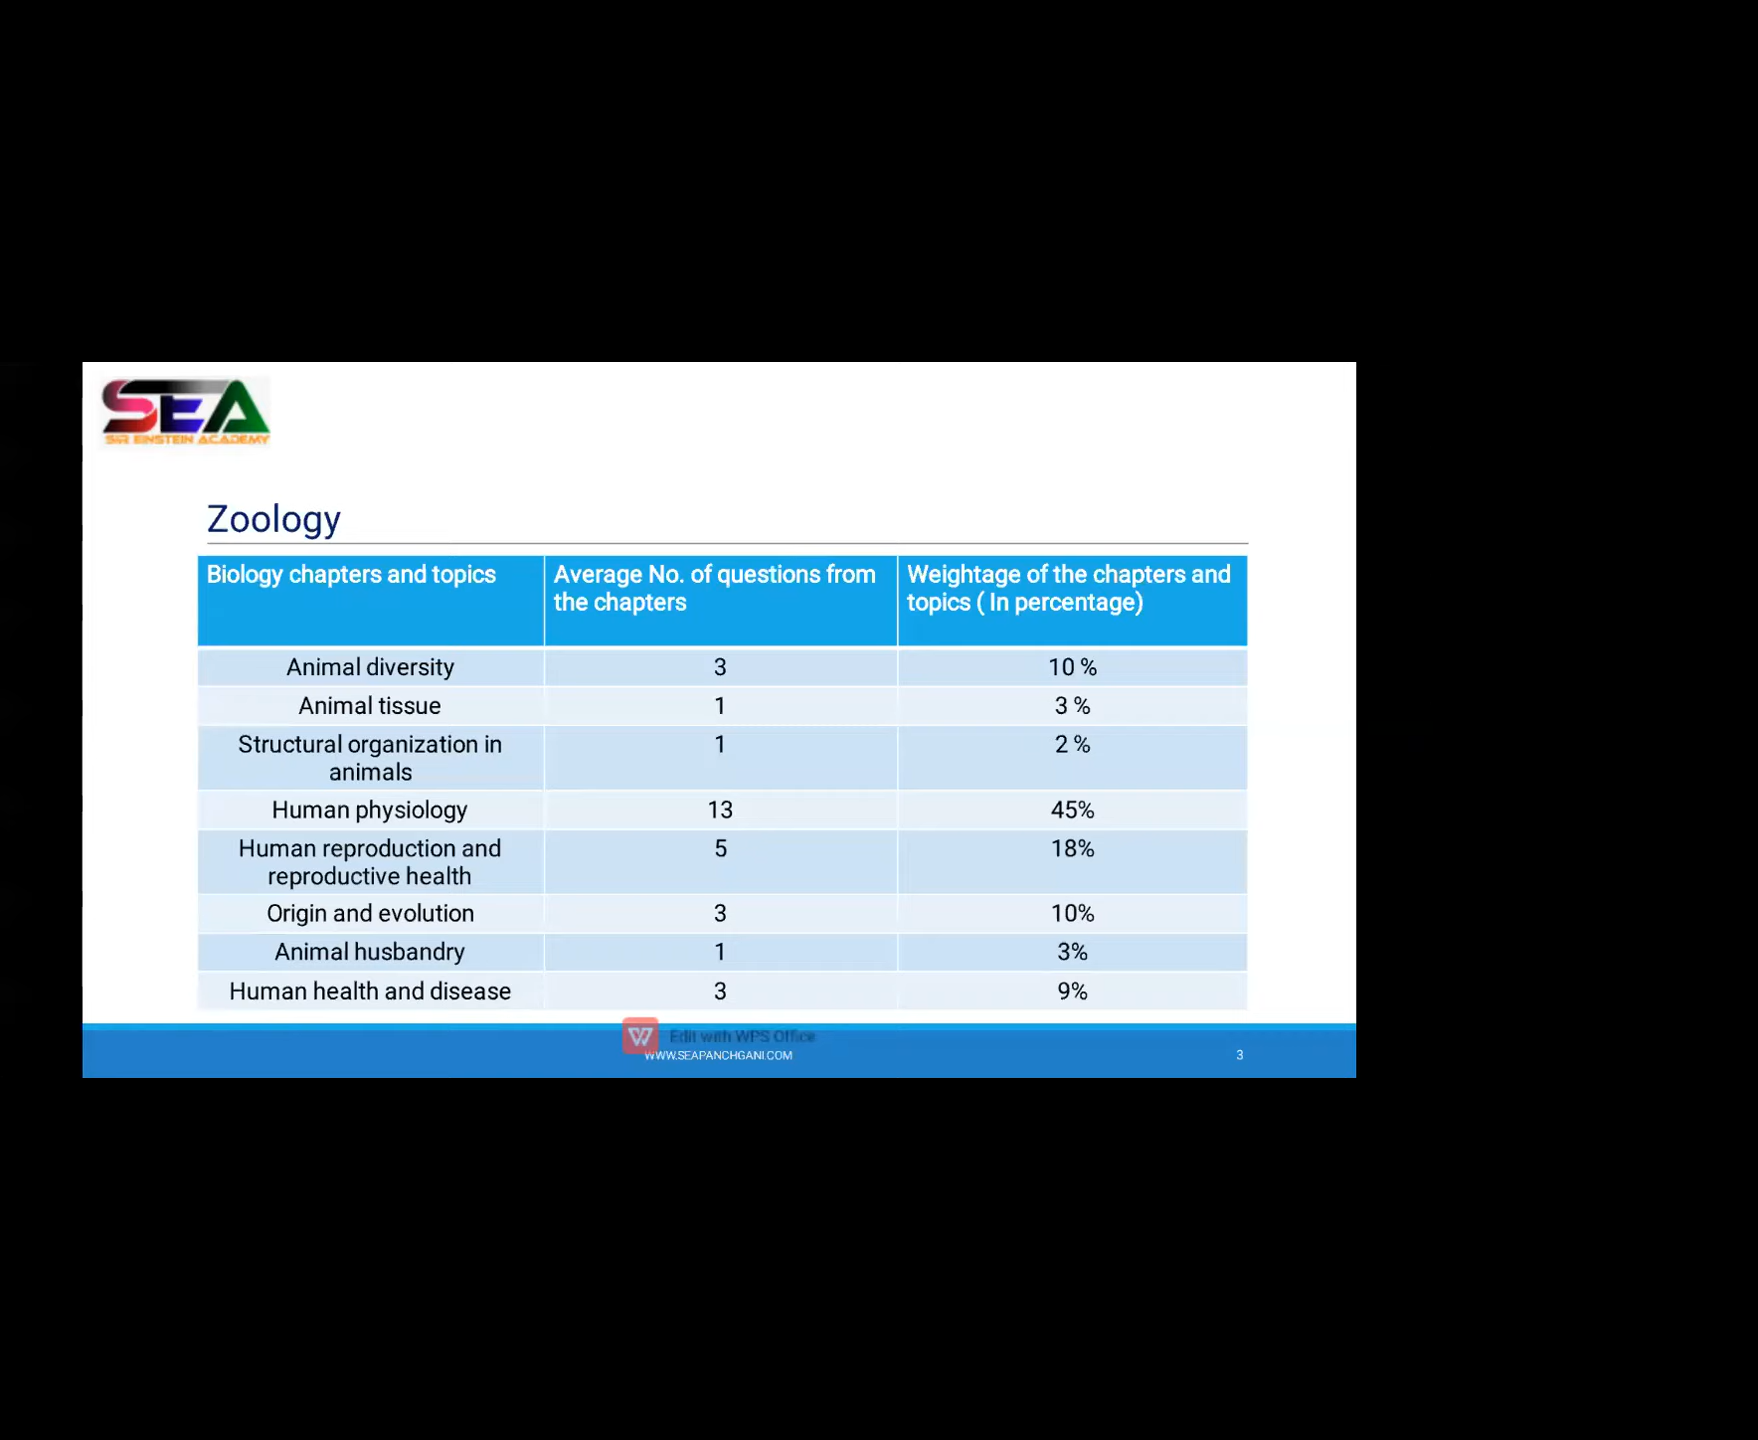 SEA
SIR EINSTEIN ACADEMY
Zoology
Biology chapters and topics
Average No. of questions from
the chapters
Weightage of the chapters and
topics ( In percentage)
Animal diversity 3 10 %
Animal tissue 1 3 %
Structural organization in
animals
1 2 %
Human physiology 13 45%
Human reproduction and
reproductive health
5 18%
Origin and evolution 3 10%
Animal husbandry 1 3%
Human health and disease 3 9%
Edit with WPS Office
WWW.SEAPANCHGANI.COM 3